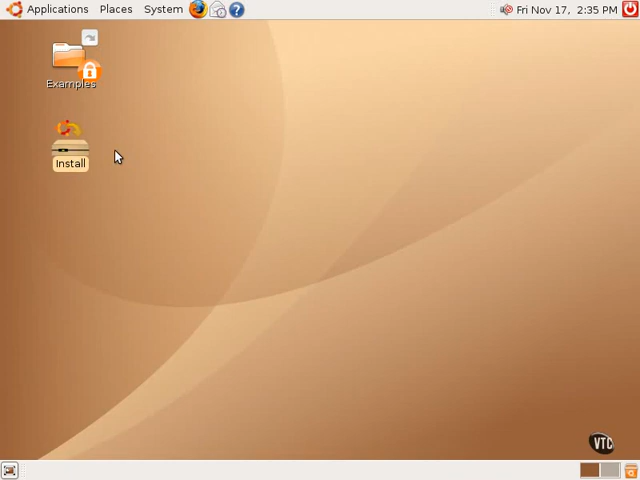 Applications Places System Fri Nov 17, 2:35 PM
Examples
Install
VTC